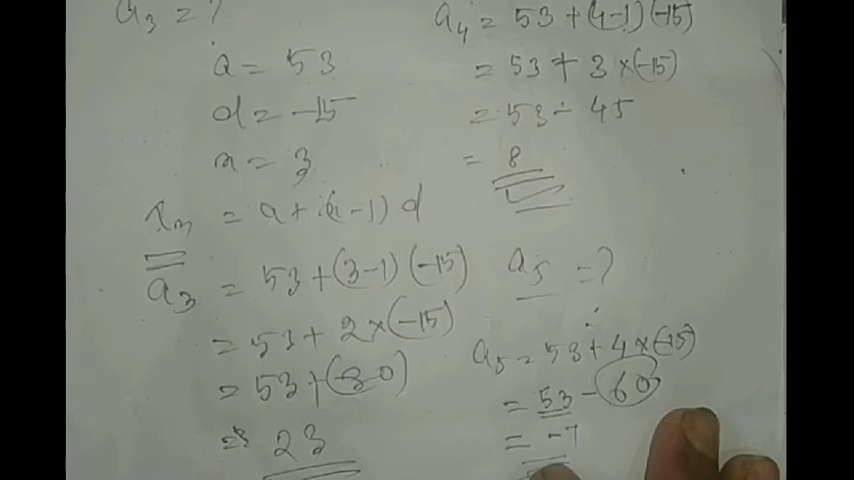 a₃ = ?
a = 53
d = -15
n = 3
xₙ = a + (n-1) d
a₃ = 53 + (3-1) (-15)
= 53 + 2 × (-15)
= 53 + (-30)
= 23
a₄ = 53 + (4-1) (-15)
= 53 + 3 × (-15)
= 53 - 45
= 8
a₅ = ?
a₅ = 53 + 4 × (-15)
= 53 - 60
= -7